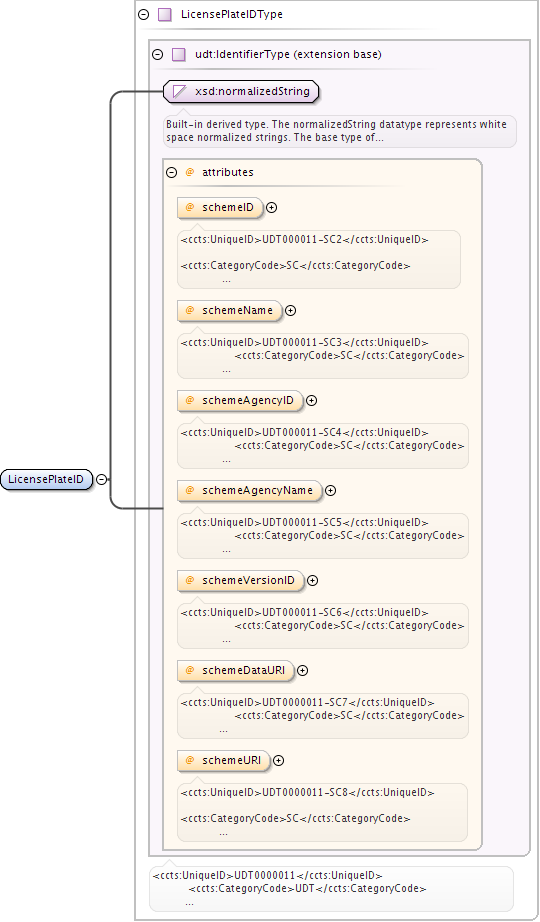 LicensePlateIDType
udt:IdentifierType (extension base)
xsd:normalizedString
Built-in derived type. The normalizedString datatype represents white
space normalized strings. The base type of...
@ attributes
@ schemeID
<ccts:UniqueID>UDT000011-SC2</ccts:UniqueID>
<ccts:CategoryCode>SC</ccts:CategoryCode>
...
@ schemeName
<ccts:UniqueID>UDT000011-SC3</ccts:UniqueID>
<ccts:CategoryCode>SC</ccts:CategoryCode>
...
@ schemeAgencyID
<ccts:UniqueID>UDT000011-SC4</ccts:UniqueID>
<ccts:CategoryCode>SC</ccts:CategoryCode>
...
LicensePlateID
@ schemeAgencyName
<ccts:UniqueID>UDT000011-SC5</ccts:UniqueID>
<ccts:CategoryCode>SC</ccts:CategoryCode>
...
@ schemeVersionID
<ccts:UniqueID>UDT000011-SC6</ccts:UniqueID>
<ccts:CategoryCode>SC</ccts:CategoryCode>
...
@ schemeDataURI
<ccts:UniqueID>UDT0000011-SC7</ccts:UniqueID>
<ccts:CategoryCode>SC</ccts:CategoryCode>
...
@ schemeURI
<ccts:UniqueID>UDT0000011-SC8</ccts:UniqueID>
<ccts:CategoryCode>SC</ccts:CategoryCode>
...
<ccts:UniqueID>UDT0000011</ccts:UniqueID>
<ccts:CategoryCode>UDT</ccts:CategoryCode>
...